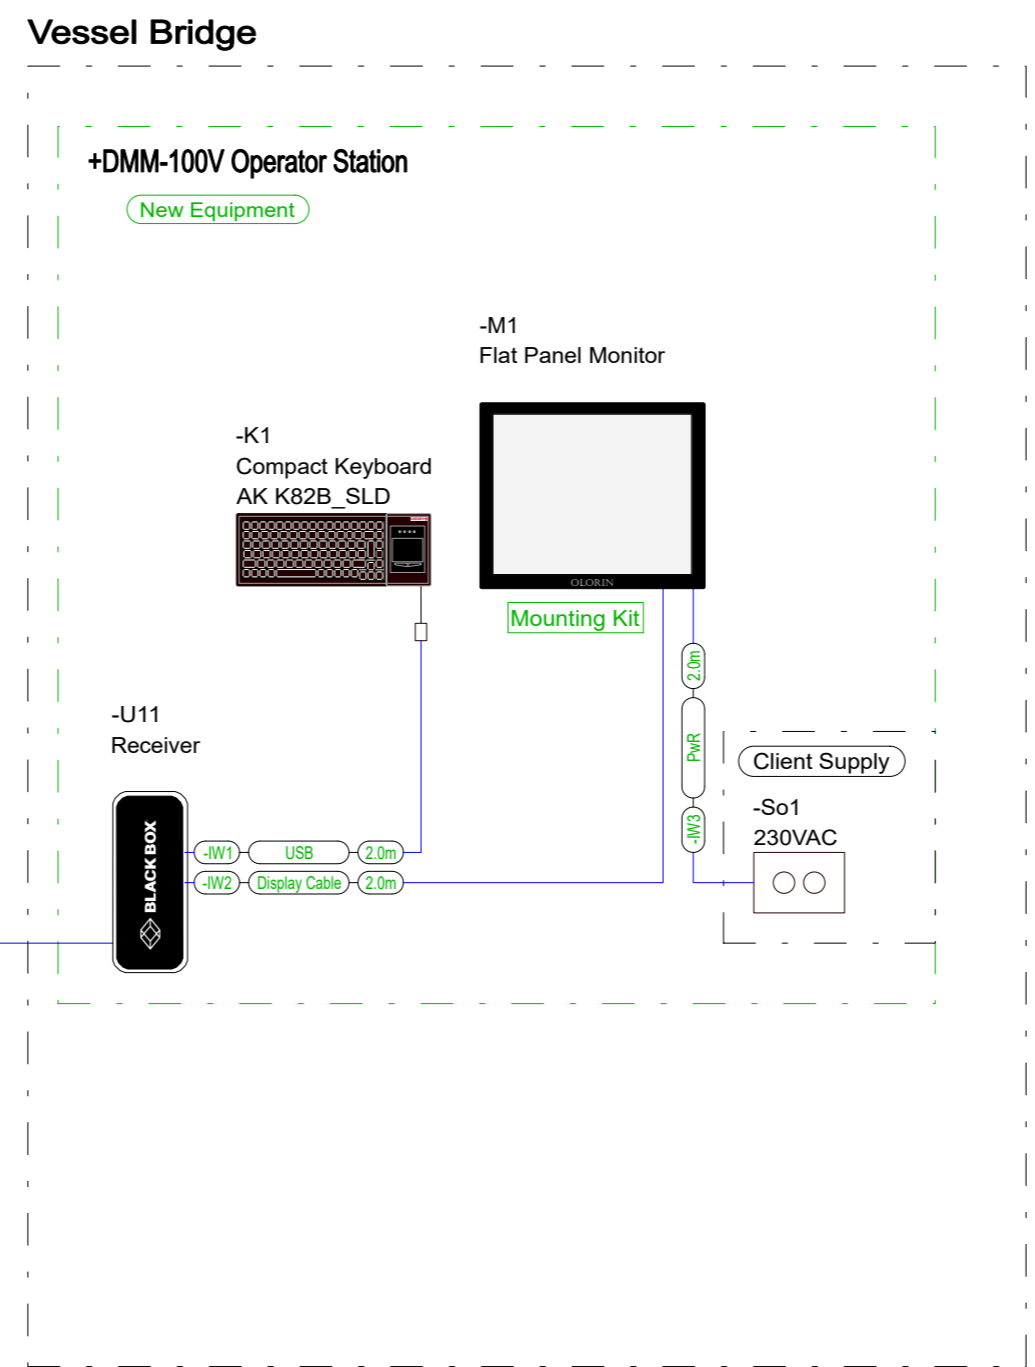 Vessel Bridge
+DMM-100V Operator Station
New Equipment
-M1
Flat Panel Monitor
-K1
Compact Keyboard
AK K82B_SLD
OLORIN
Mounting Kit
2.0m
PwR
-IW3
-U11
Receiver
BLACK BOX
-IW1 USB 2.0m
-IW2 Display Cable 2.0m
Client Supply
-So1
230VAC